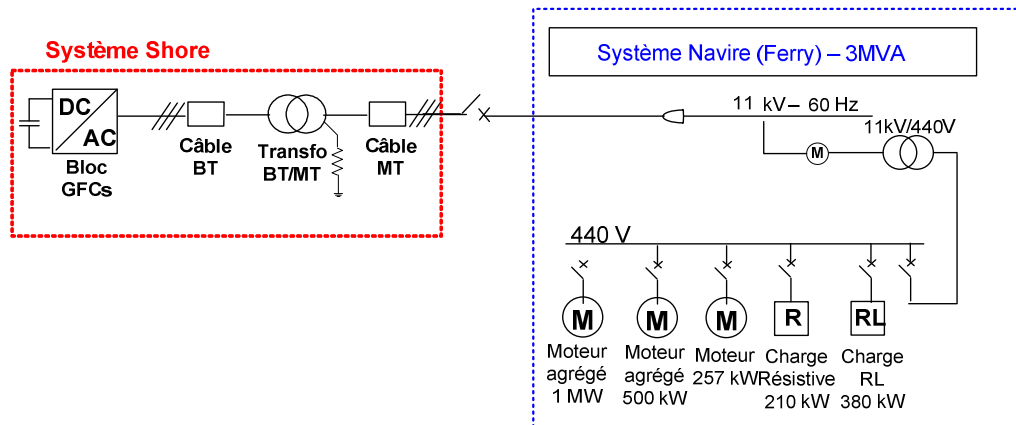 Système Shore
Système Navire (Ferry) – 3MVA
DC
AC
Bloc
GFCs
Câble
BT
Transfo
BT/MT
Câble
MT
11 kV – 60 Hz
11kV/440V
M
440 V
M
M
M
R
RL
Moteur
agrégé
1 MW
Moteur
agrégé
500 kW
Moteur
257 kW
Charge
Résistive
210 kW
Charge
RL
380 kW